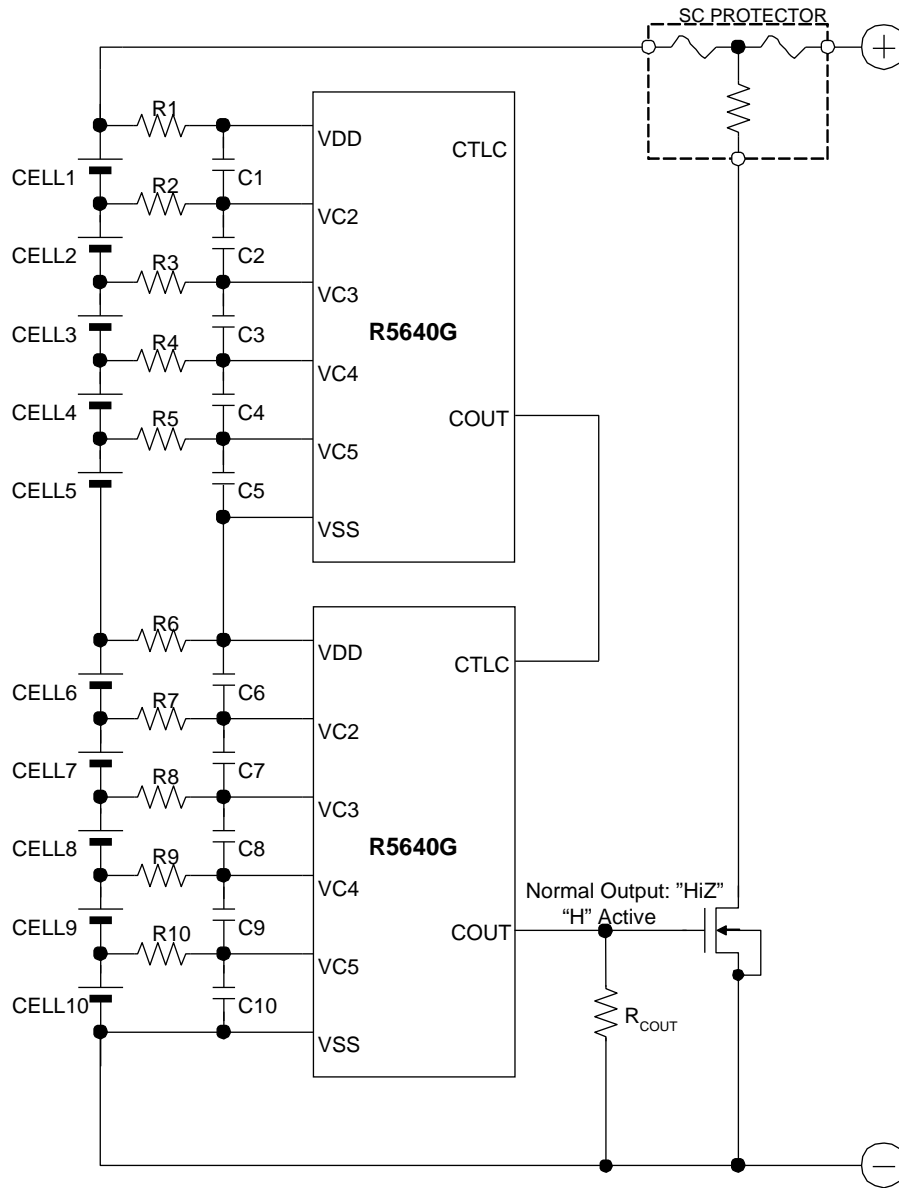 SC PROTECTOR
+
R1
VDD
CTLC
CELL1
C1
R2
VC2
CELL2
C2
R3
VC3
CELL3
C3
R5640G
R4
VC4
CELL4
C4
R5
COUT
VC5
CELL5
C5
VSS
R6
VDD
CTLC
CELL6
C6
R7
VC2
CELL7
C7
R8
VC3
CELL8
C8
R5640G
R9
VC4
Normal Output: "HiZ"
"H" Active
CELL9
C9
R10
COUT
VC5
CELL10
C10
RCOUT
VSS
−